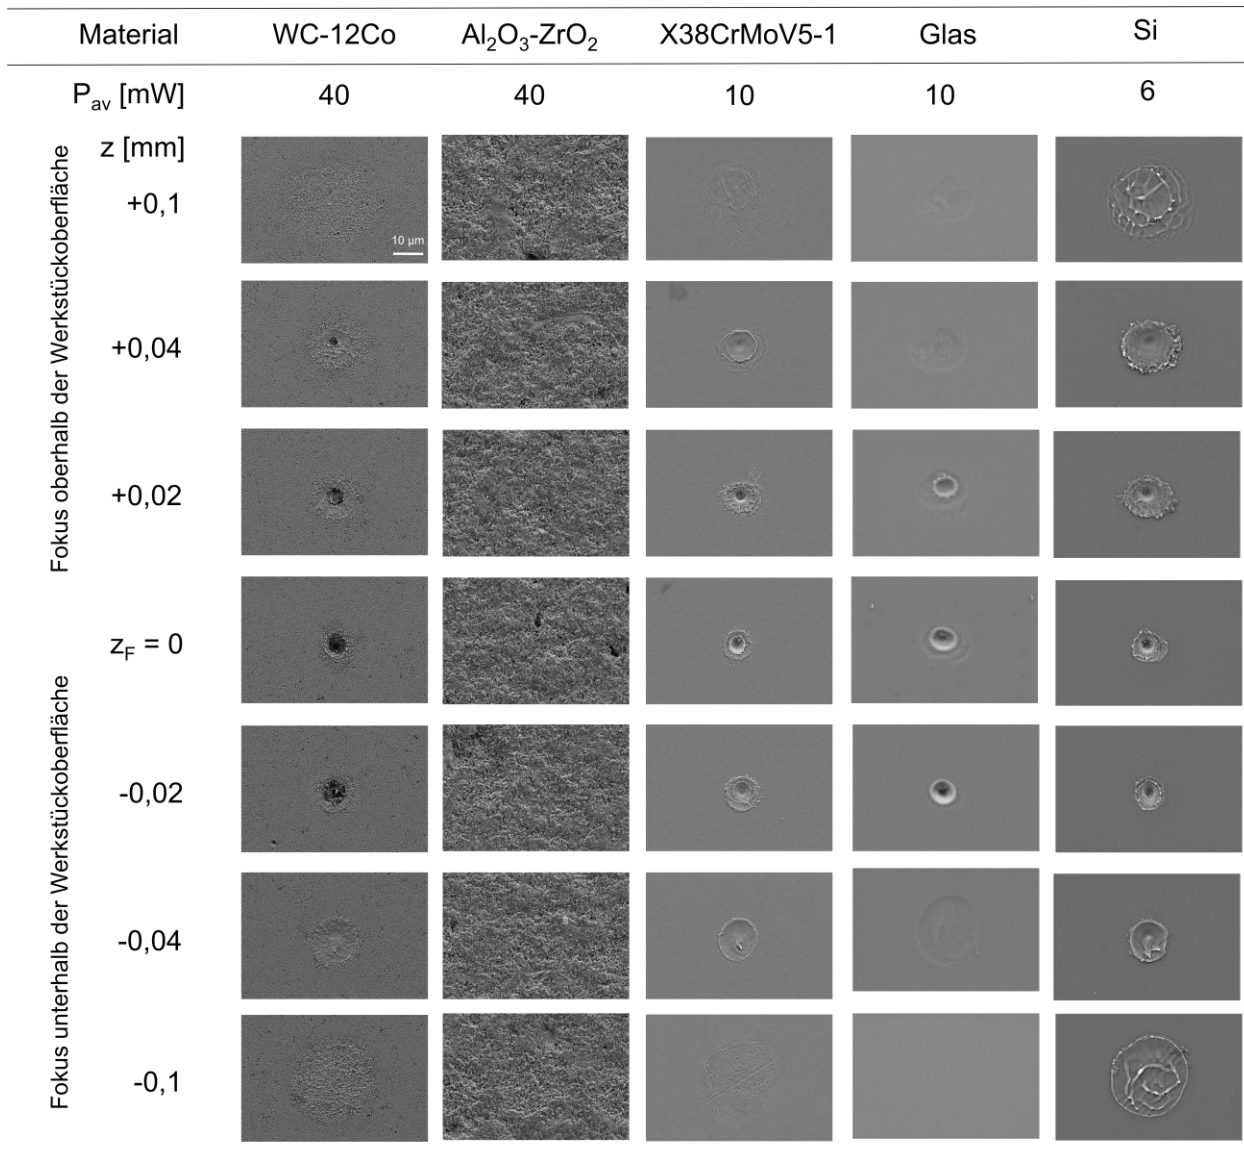 Material WC-12Co Al₂O₃-ZrO₂ X38CrMoV5-1 Glas Si
Pav [mW] 40 40 10 10 6
z [mm]
Fokus oberhalb der Werkstückoberfläche
+0,1
10 µm
+0,04
+0,02
zF = 0
Fokus unterhalb der Werkstückoberfläche
-0,02
-0,04
-0,1